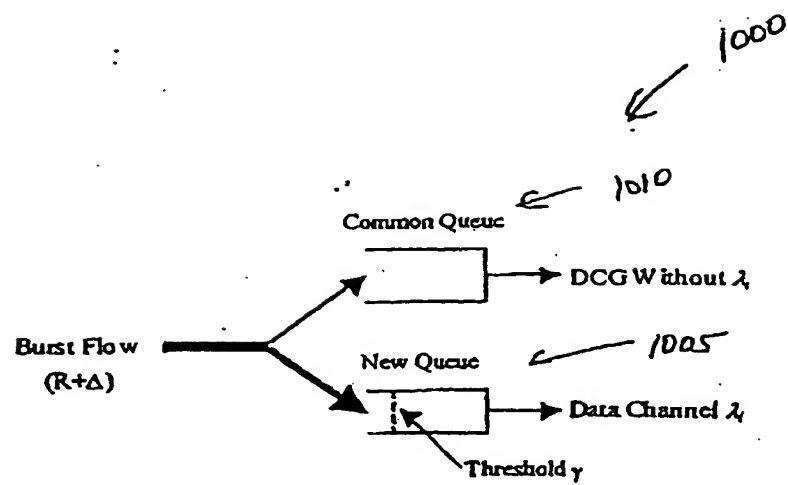 1000
1010
Common Queue
DCG Without λᵢ
Burst Flow
(R+Δ)
New Queue
1005
Data Channel λᵢ
Threshold γ